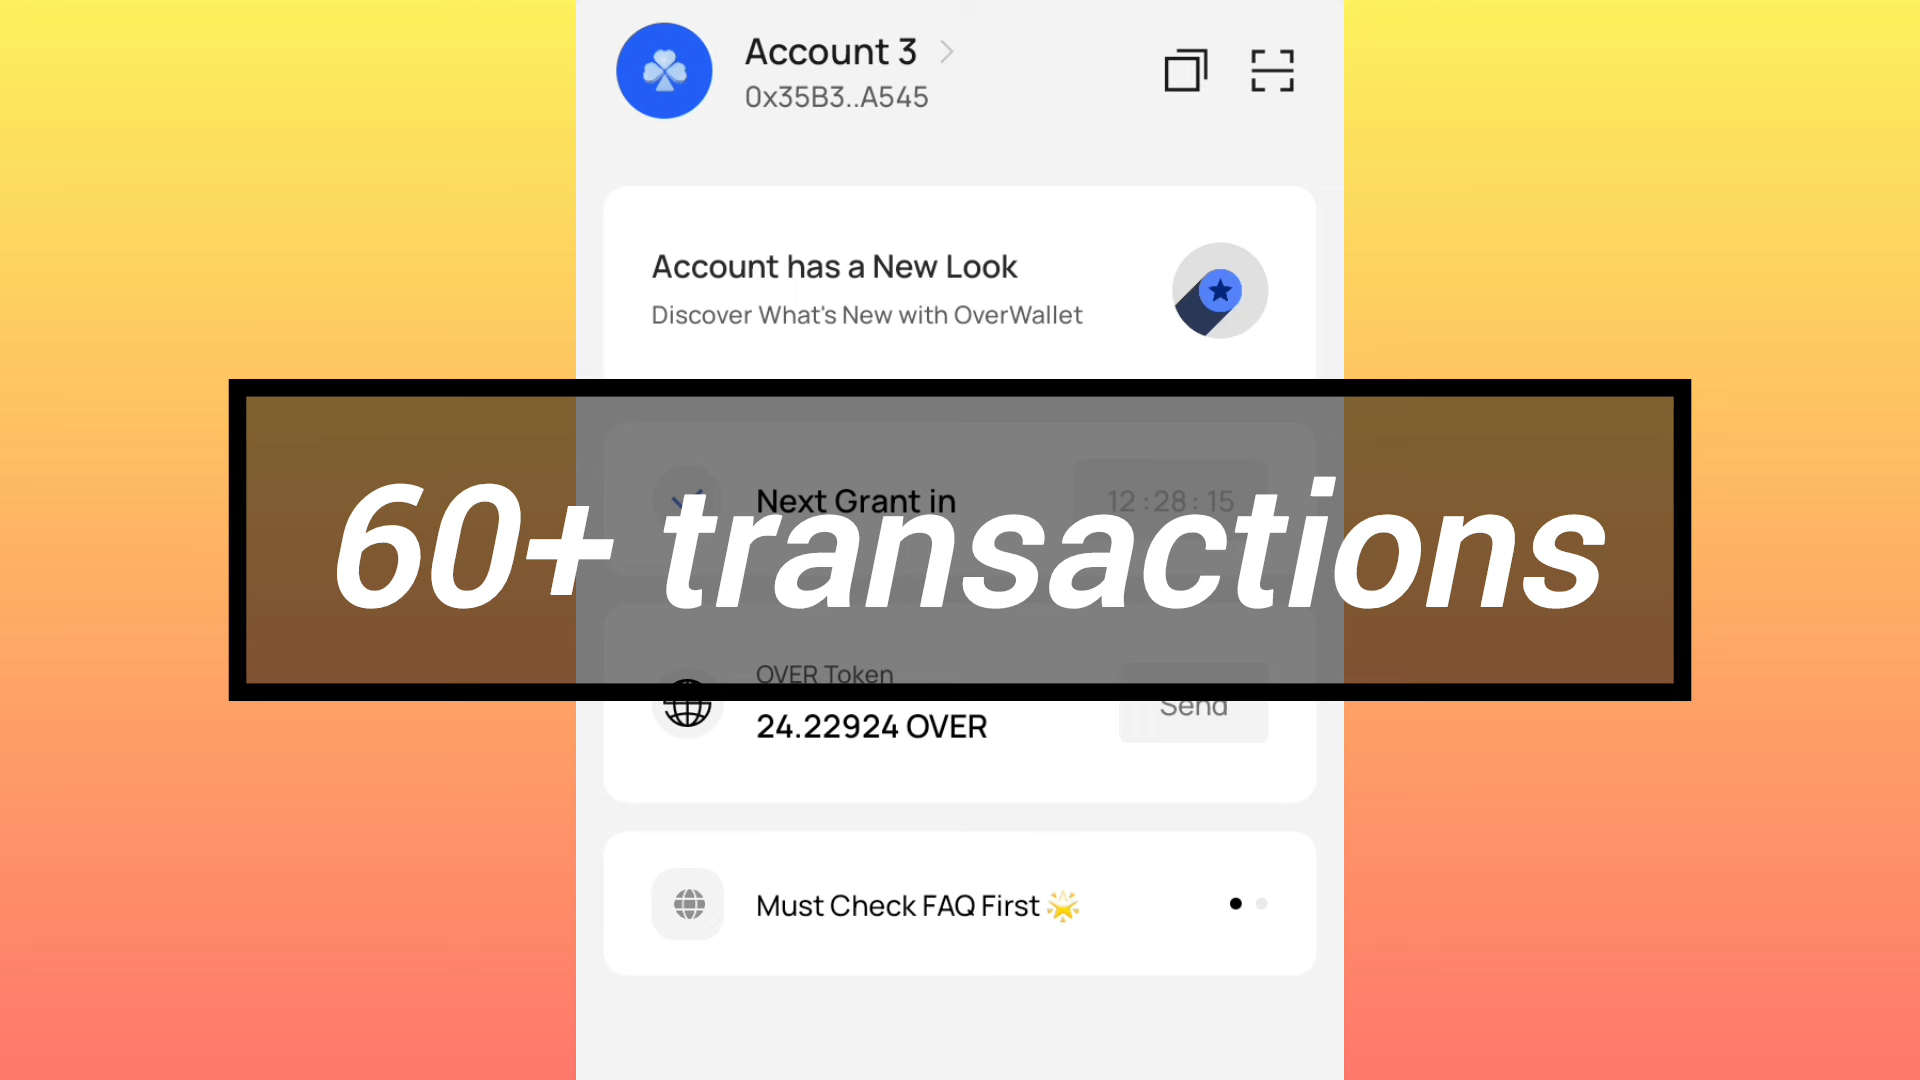 Account 3
0x35B3..A545
Account has a New Look
Discover What's New with OverWallet
Next Grant in 12:28:15
60+ transactions
OVER Token
24.22924 OVER
Send
Must Check FAQ First 🌟